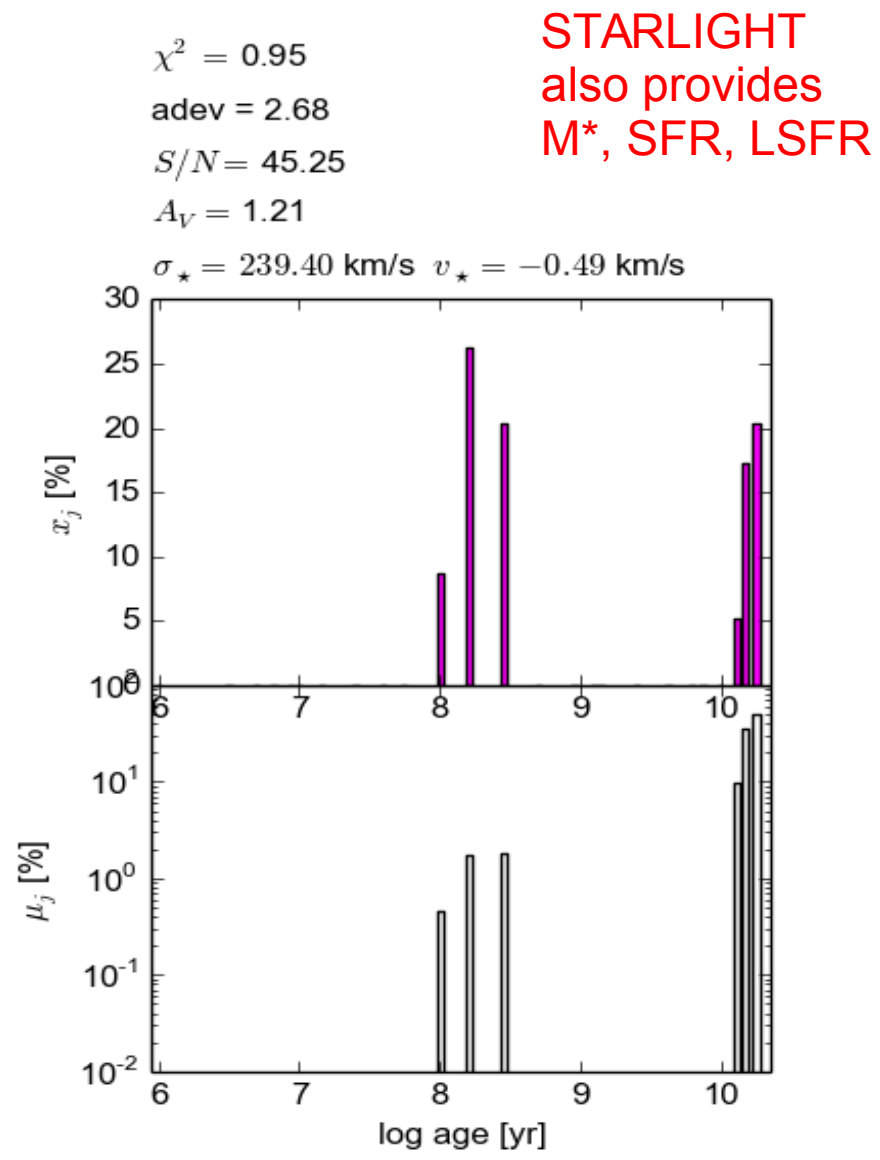 χ² = 0.95
adev = 2.68
S/N = 45.25
A_V = 1.21
σ⋆ = 239.40 km/s v⋆ = −0.49 km/s
STARLIGHT
also provides
M*, SFR, LSFR
30
25
20
15
10
5
0
x_j [%]
6 7 8 9 10
10²
10¹
10⁰
10⁻¹
10⁻²
μ_j [%]
6 7 8 9 10
log age [yr]